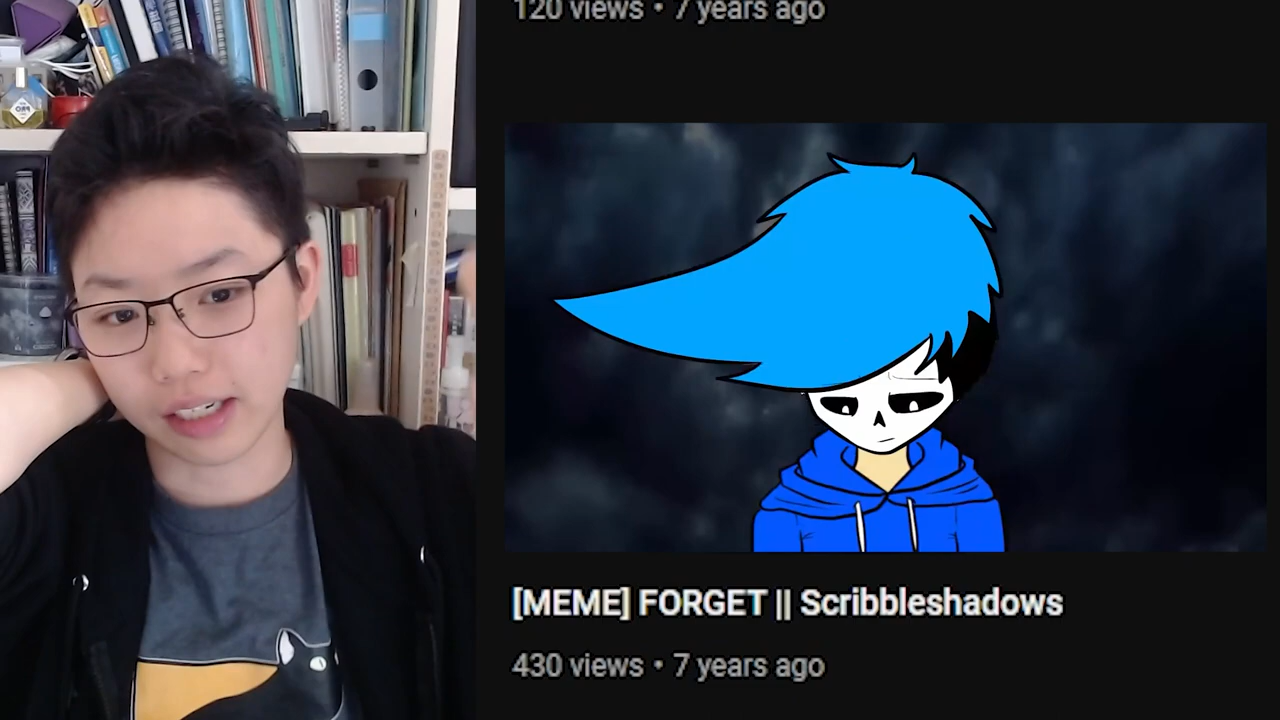 120 views • 7 years ago
[MEME] FORGET || Scribbleshadows
430 views • 7 years ago